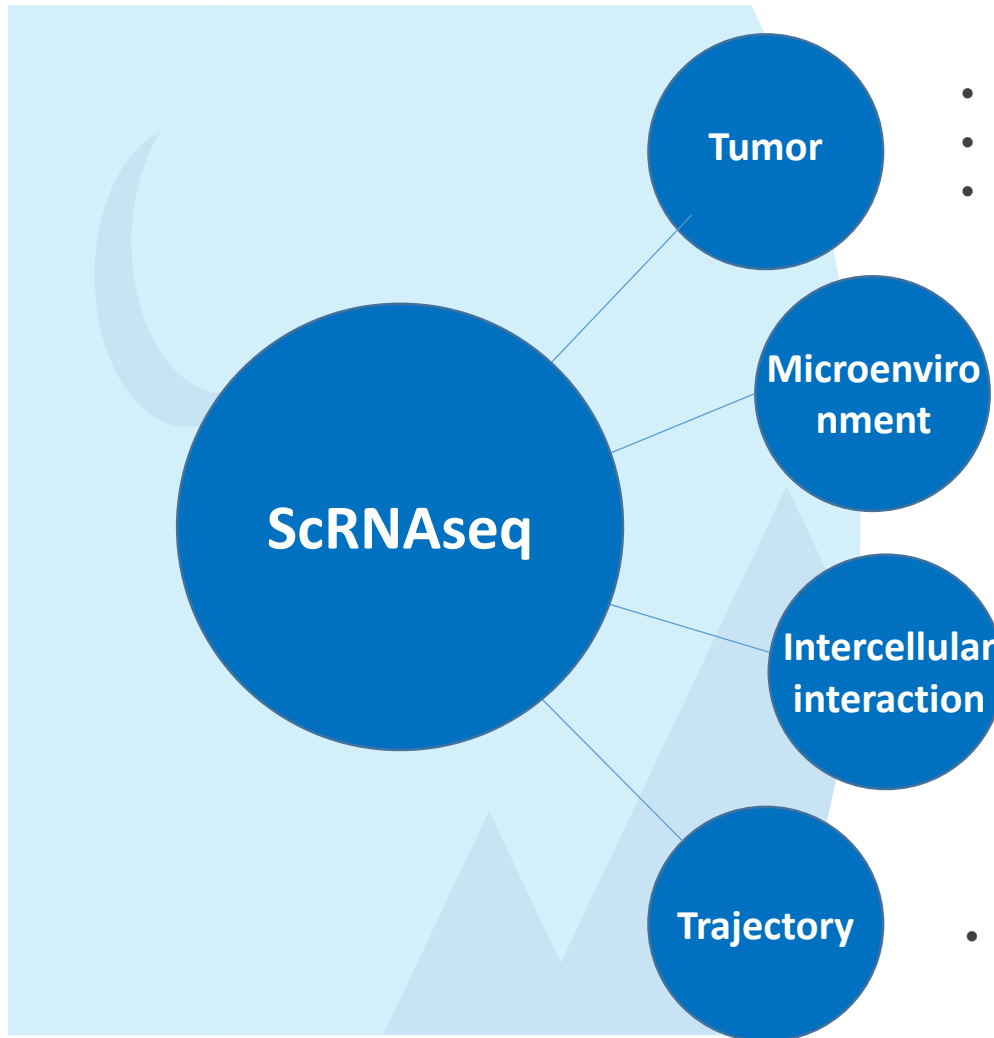 Tumor
Microenviro
nment
ScRNAseq
Intercellular
interaction
Trajectory